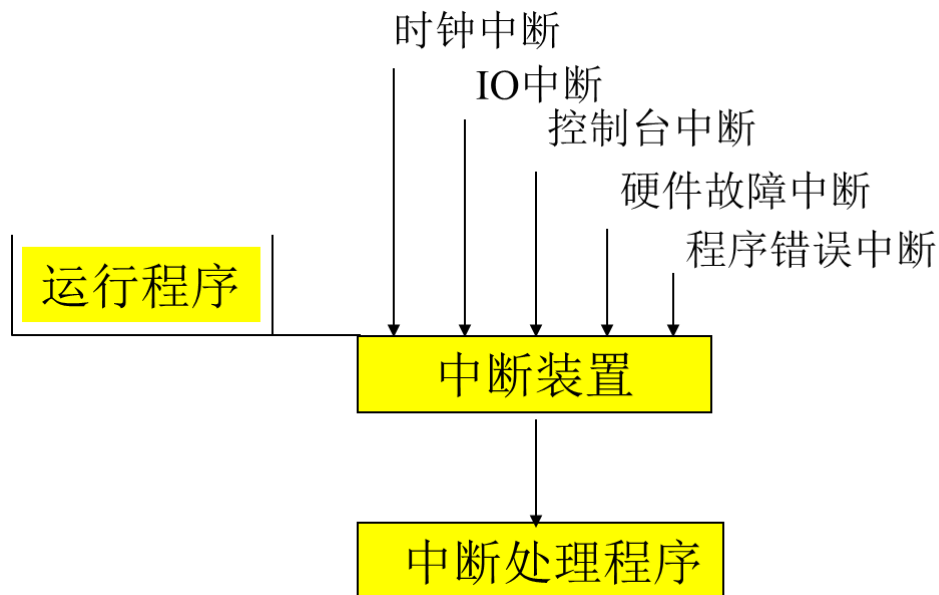 时钟中断
IO中断
控制台中断
硬件故障中断
程序错误中断
运行程序
中断装置
中断处理程序